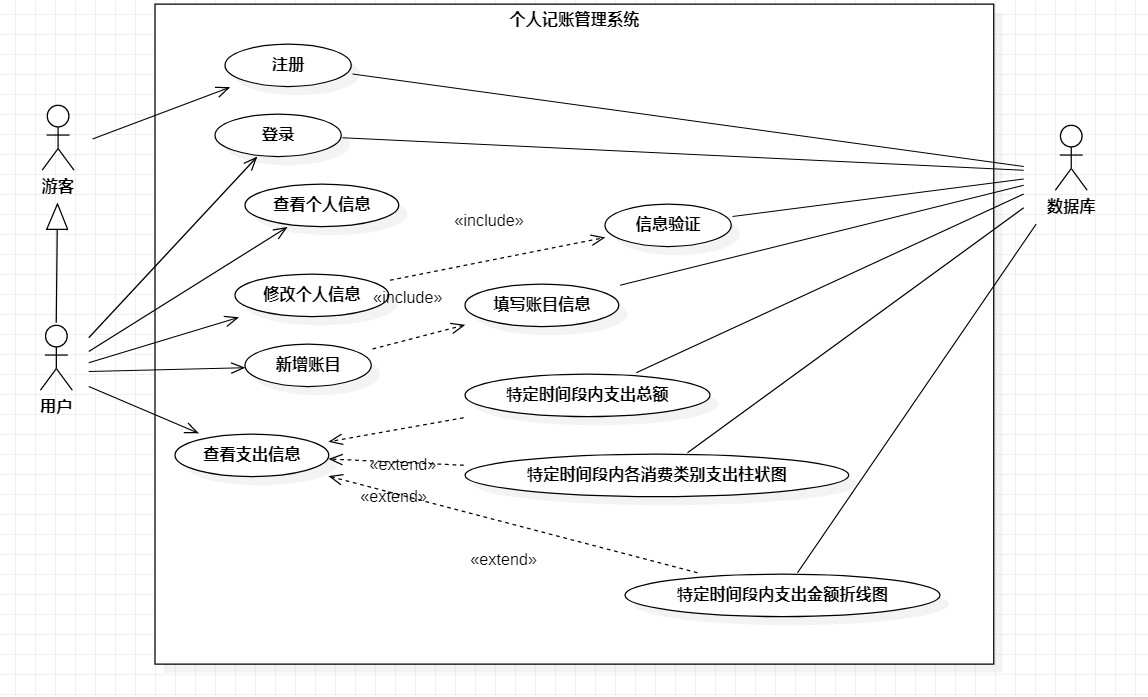 个人记账管理系统
注册
登录
游客
查看个人信息
数据库
«include»
信息验证
修改个人信息
«include»
填写账目信息
新增账目
用户
特定时间段内支出总额
查看支出信息
«extend»
特定时间段内各消费类别支出柱状图
«extend»
«extend»
特定时间段内支出金额折线图